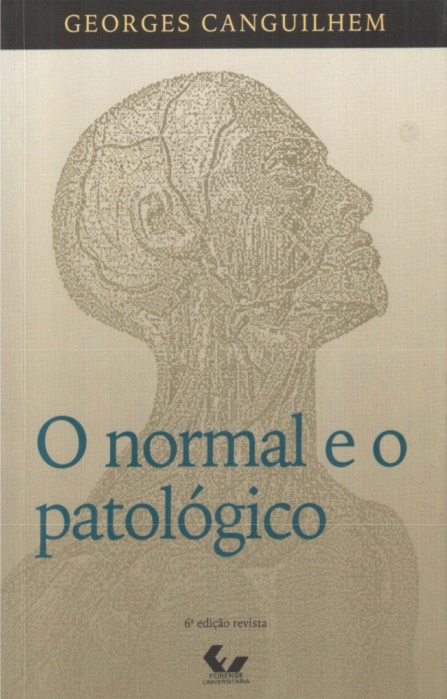 GEORGES CANGUILHEM
O normal e o
patológico
6ª edição revista
FORENSE
UNIVERSITÁRIA